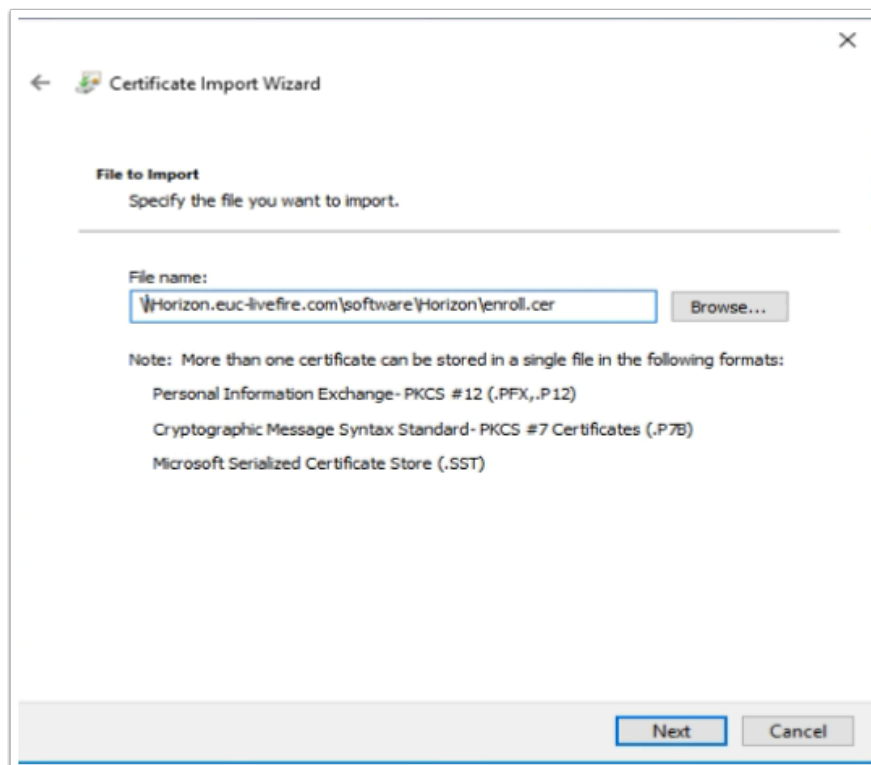 Certificate Import Wizard
File to Import
Specify the file you want to import.
File name:
\\Horizon.euc-livefire.com\software\Horizon\enroll.cer
Browse...
Note: More than one certificate can be stored in a single file in the following formats:
Personal Information Exchange- PKCS #12 (.PFX,.P12)
Cryptographic Message Syntax Standard- PKCS #7 Certificates (.P7B)
Microsoft Serialized Certificate Store (.SST)
Next
Cancel